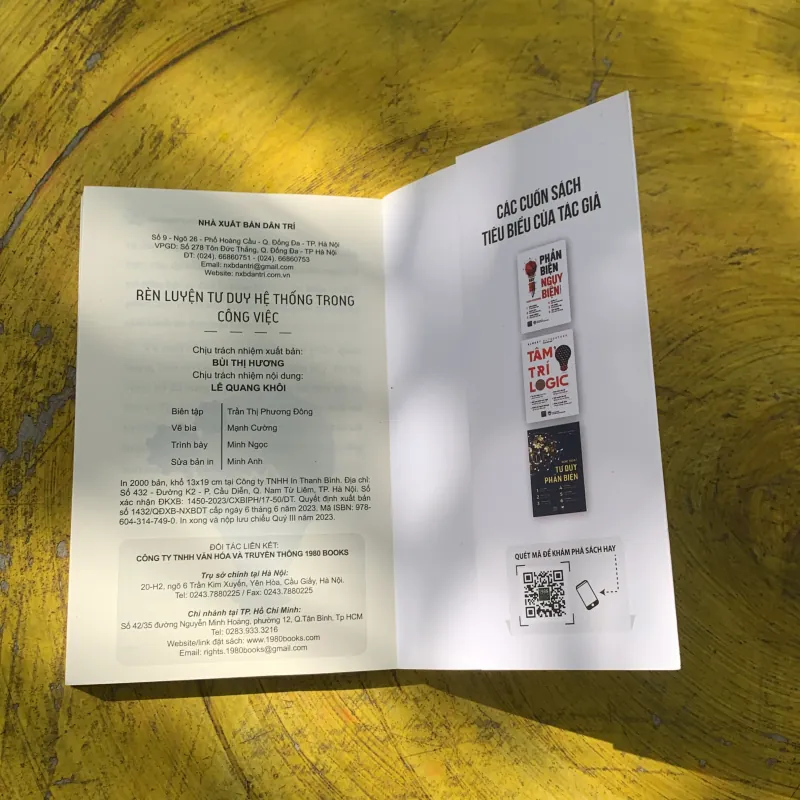 NHÀ XUẤT BẢN DÂN TRÍ
Số 9 - Ngõ 26 - Phố Hoàng Cầu - Q. Đống Đa - TP. Hà Nội
VPGD: Số 278 Tôn Đức Thắng, Q. Đống Đa - TP Hà Nội
ĐT: (024). 66860751 - (024). 66860753
Email: nxbdantri@gmail.com
Website: nxbdantri.com.vn
RÈN LUYỆN TƯ DUY HỆ THỐNG TRONG
CÔNG VIỆC
Chịu trách nhiệm xuất bản:
BÙI THỊ HƯƠNG
Chịu trách nhiệm nội dung:
LÊ QUANG KHÔI
Biên tập Trần Thị Phương Đông
Vẽ bìa Mạnh Cường
Trình bày Minh Ngọc
Sửa bản in Minh Anh
In 2000 bản, khổ 13x19 cm tại Công ty TNHH In Thanh Bình. Địa chỉ:
Số 432 - Đường K2 - P. Cầu Diễn, Q. Nam Từ Liêm, TP. Hà Nội. Số
xác nhận ĐKXB: 1450-2023/CXBIPH/17-50/DT. Quyết định xuất bản
số 1432/QĐXB-NXBDT cấp ngày 6 tháng 6 năm 2023. Mã ISBN: 978-
604-314-749-0. In xong và nộp lưu chiểu Quý III năm 2023.
ĐỐI TÁC LIÊN KẾT:
CÔNG TY TNHH VĂN HÓA VÀ TRUYỀN THÔNG 1980 BOOKS
Trụ sở chính tại Hà Nội:
20-H2, ngõ 6 Trần Kim Xuyến, Yên Hòa, Cầu Giấy, Hà Nội.
Tel: 0243.7880225 / Fax: 0243.7880225
Chi nhánh tại TP. Hồ Chí Minh:
Số 42/35 đường Nguyễn Minh Hoàng, phường 12, Q.Tân Bình, Tp HCM
Tel: 0283.933.3216
Website/link đặt sách: www.1980books.com
Email: rights.1980books@gmail.com
CÁC CUỐN SÁCH
TIÊU BIỂU CỦA TÁC GIẢ
PHẢN
BIỆN
NGỤY
BIỆN!
TÂM
TRÍ
LOGIC
TƯ DUY
PHẢN BIỆN
QUÉT MÃ ĐỂ KHÁM PHÁ SÁCH HAY